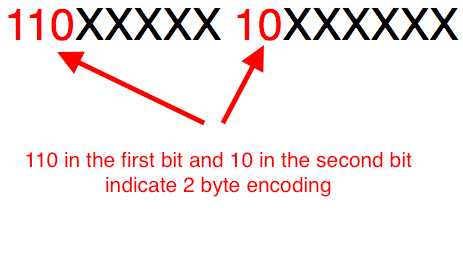 110XXXXX 10XXXXXX
110 in the first bit and 10 in the second bit
indicate 2 byte encoding